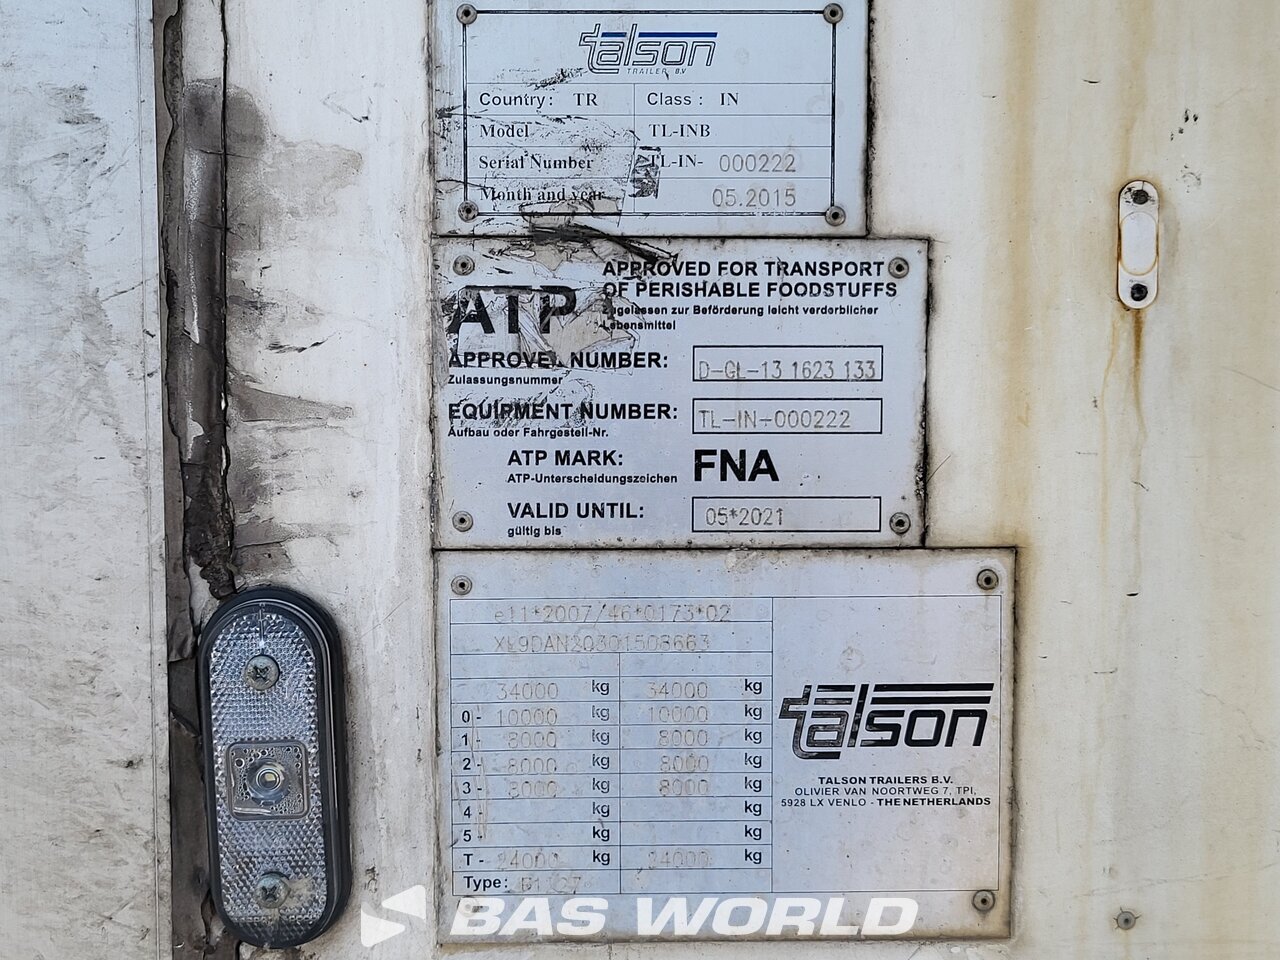 talson
TRAILER B.V
Country: TR Class: IN
Model TL-INB
Serial Number TL-IN- 000222
Month and year 05.2015
ATP
APPROVED FOR TRANSPORT
OF PERISHABLE FOODSTUFFS
Zugelassen zur Beförderung leicht verderblicher
Lebensmittel
APPROVEL NUMBER: D-GL-13 1623 133
Zulassungsnummer
EQUIPMENT NUMBER: TL-IN-000222
Aufbau oder Fahrgestell-Nr.
ATP MARK: FNA
ATP-Unterscheidungszeichen
VALID UNTIL: 05*2021
gültig bis
e11*2007/46*0173*02
XL9DAN20301508663
34000 kg 34000 kg
0- 10000 kg 10000 kg
1- 8000 kg 8000 kg
2- 8000 kg 8000 kg
3- 8000 kg 8000 kg
4- kg kg
5- kg kg
T- 24000 kg 24000 kg
Type:
talson
TALSON TRAILERS B.V.
OLIVIER VAN NOORTWEG 7, TPI,
5928 LX VENLO - THE NETHERLANDS
BAS WORLD